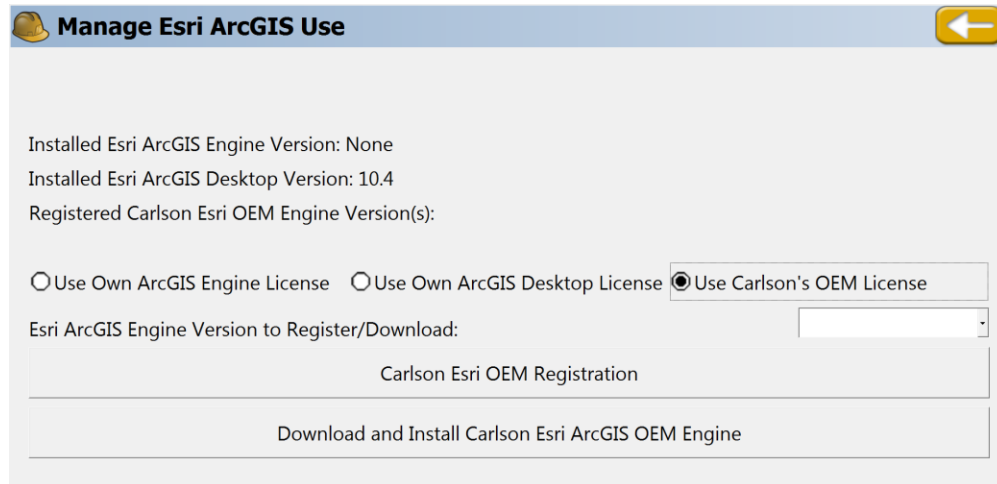 Manage Esri ArcGIS Use
Installed Esri ArcGIS Engine Version: None
Installed Esri ArcGIS Desktop Version: 10.4
Registered Carlson Esri OEM Engine Version(s):
Use Own ArcGIS Engine License Use Own ArcGIS Desktop License Use Carlson's OEM License
Esri ArcGIS Engine Version to Register/Download:
Carlson Esri OEM Registration
Download and Install Carlson Esri ArcGIS OEM Engine